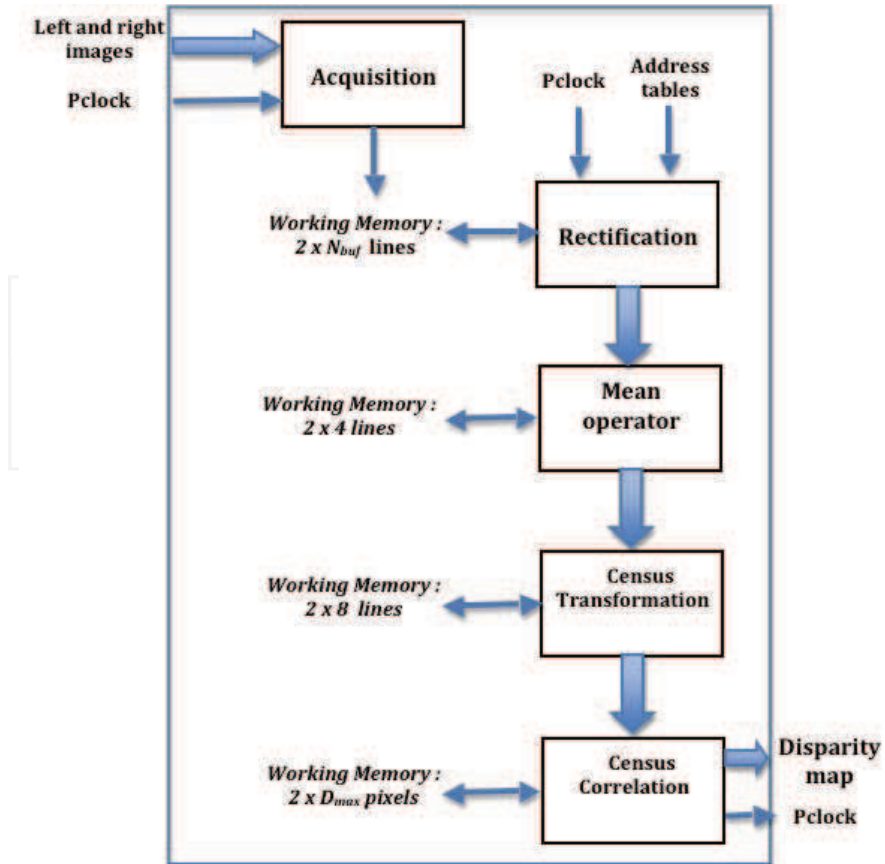 Left and right
images
Pclock
Acquisition
Pclock
Address
tables
Working Memory :
2 x Nbuf lines
Rectification
Working Memory :
2 x 4 lines
Mean
operator
Working Memory :
2 x 8 lines
Census
Transformation
Working Memory :
2 x Dmax pixels
Census
Correlation
Disparity
map
Pclock